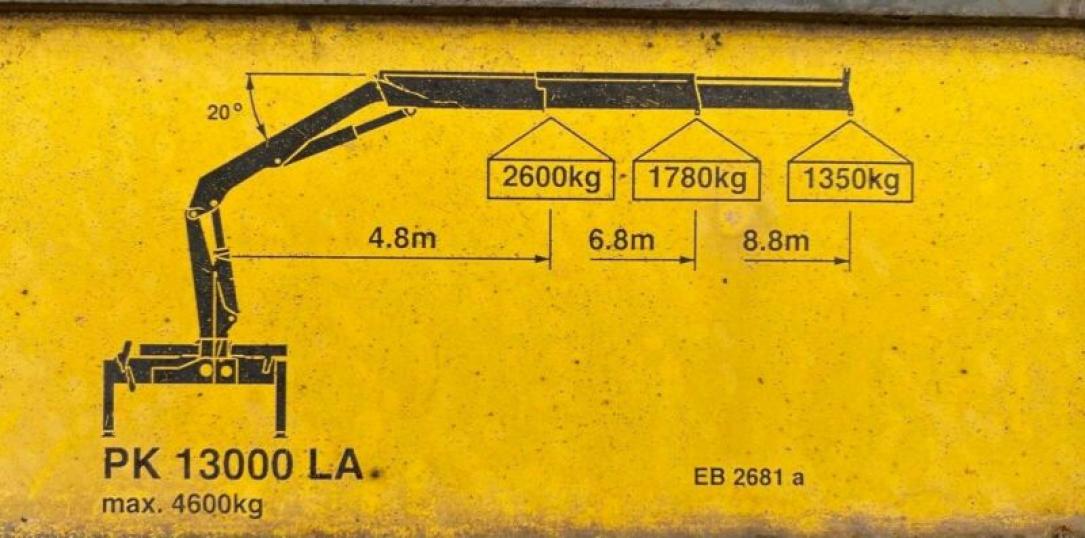 20°
2600kg
1780kg
1350kg
4.8m
6.8m
8.8m
PK 13000 LA
max. 4600kg
EB 2681 a